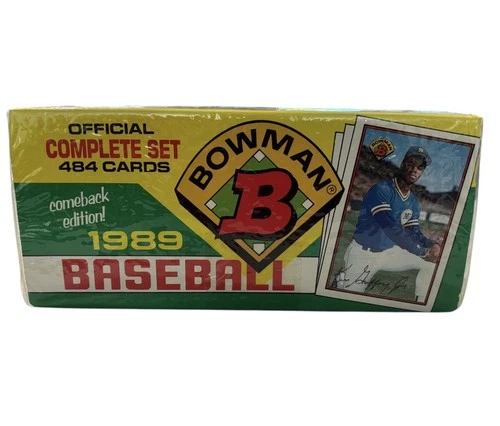 OFFICIAL
COMPLETE SET
484 CARDS
comeback
edition!
1989
BASEBALL
BOWMAN®
B